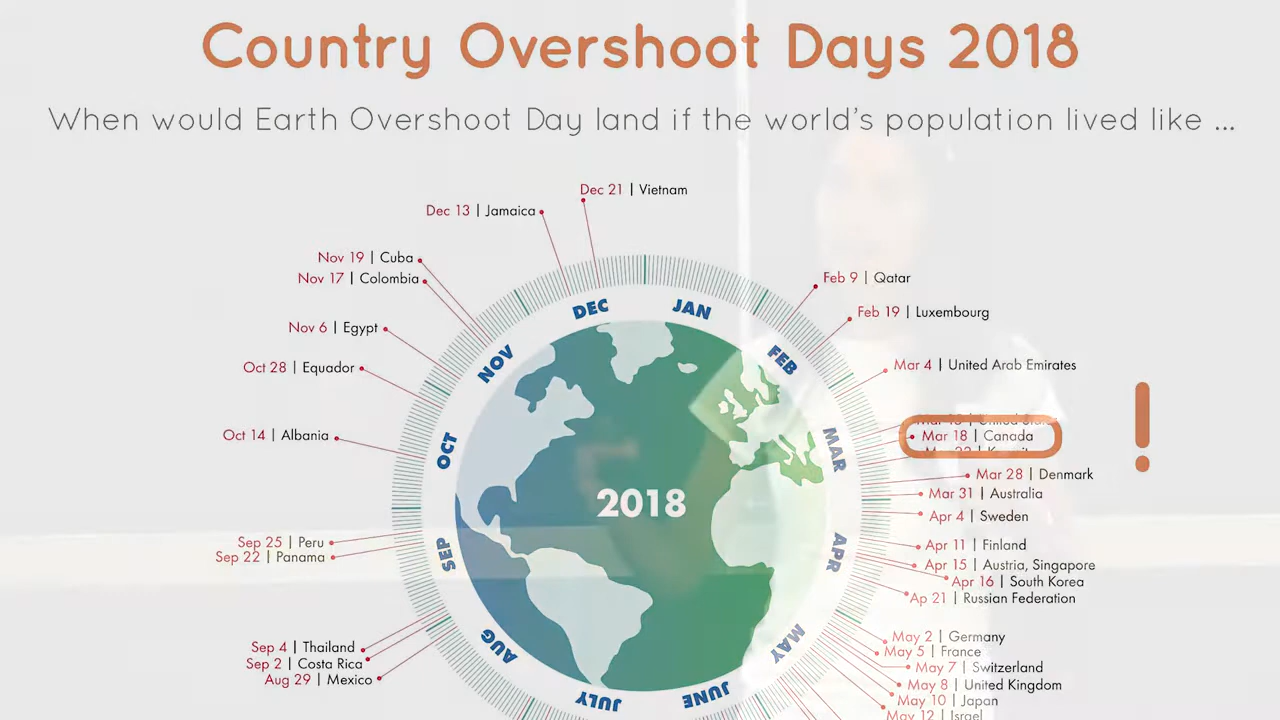 Country Overshoot Days 2018
When would Earth Overshoot Day land if the world's population lived like ...
Dec 21 | Vietnam
Dec 13 | Jamaica
Nov 19 | Cuba
Nov 17 | Colombia
Nov 6 | Egypt
Oct 28 | Equador
Oct 14 | Albania
Sep 25 | Peru
Sep 22 | Panama
Sep 4 | Thailand
Sep 2 | Costa Rica
Aug 29 | Mexico
Feb 9 | Qatar
Feb 19 | Luxembourg
Mar 4 | United Arab Emirates
Mar 18 | Canada
!
Mar 28 | Denmark
Mar 31 | Australia
Apr 4 | Sweden
Apr 11 | Finland
Apr 15 | Austria, Singapore
Apr 16 | South Korea
Ap 21 | Russian Federation
May 2 | Germany
May 5 | France
May 7 | Switzerland
May 8 | United Kingdom
May 10 | Japan
May 12 | Israel
JAN
FEB
MAR
APR
MAY
JUNE
JULY
AUG
SEP
OCT
NOV
DEC
2018